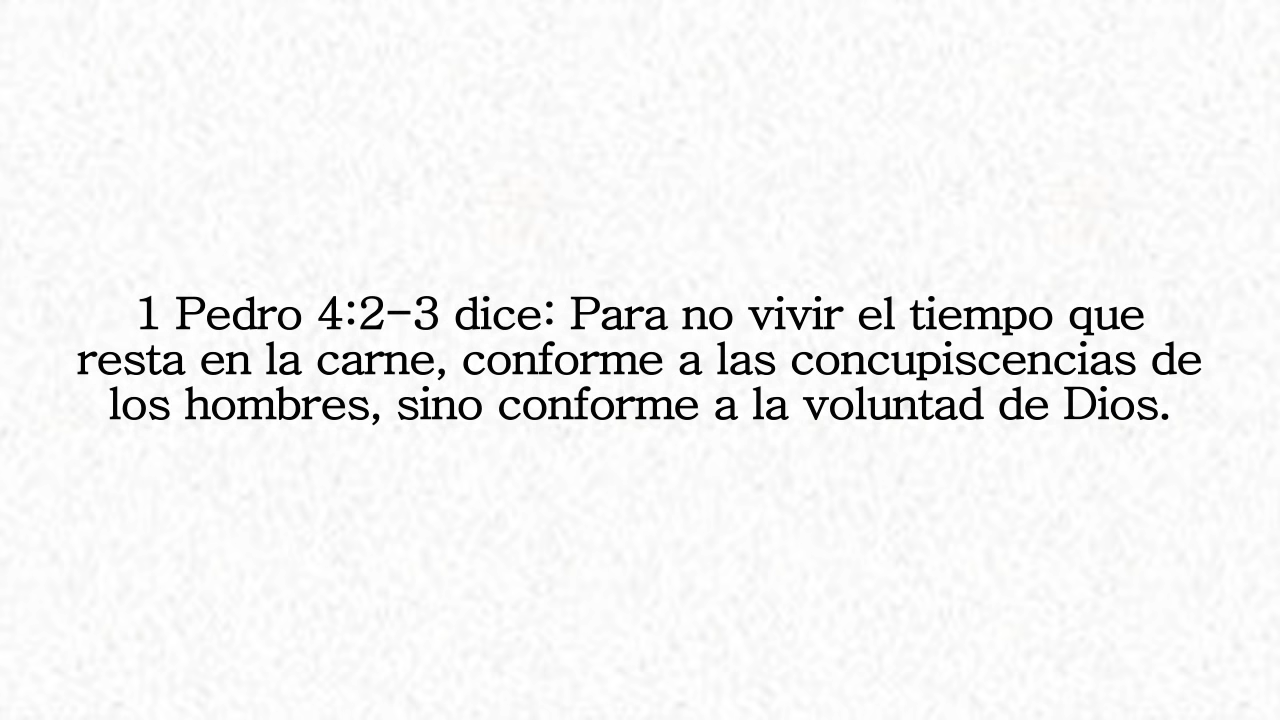 1 Pedro 4:2-3 dice: Para no vivir el tiempo que
resta en la carne, conforme a las concupiscencias de
los hombres, sino conforme a la voluntad de Dios.